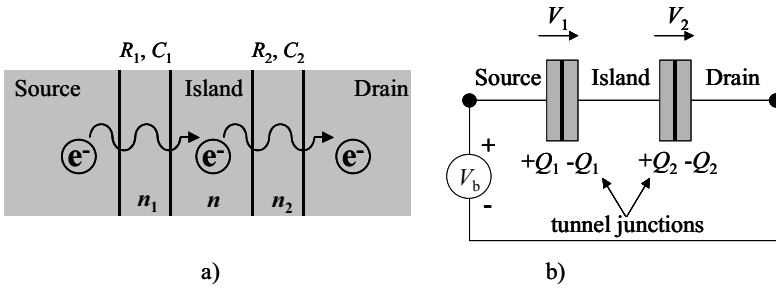 R1, C1 R2, C2
Source Island Drain
e- e- e-
n1 n n2
a)
V1 V2
Source Island Drain
+
Vb
-
+Q1 -Q1 +Q2 -Q2
tunnel junctions
b)